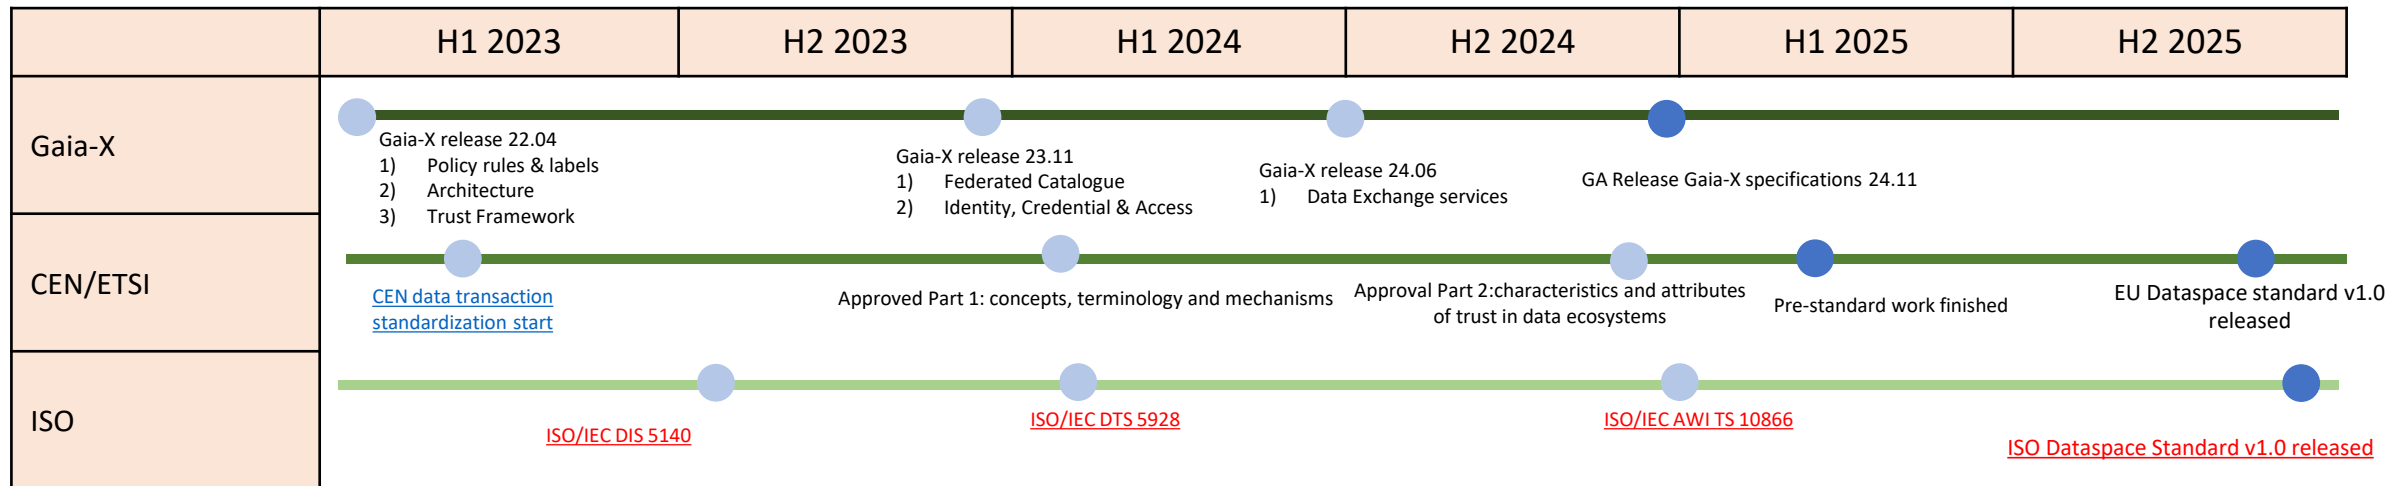 H1 2023
H2 2023
H1 2024
H2 2024
H1 2025
H2 2025
Gaia-X
Gaia-X release 22.04
1) Policy rules & labels
2) Architecture
3) Trust Framework
Gaia-X release 23.11
1) Federated Catalogue
2) Identity, Credential & Access
Gaia-X release 24.06
1) Data Exchange services
GA Release Gaia-X specifications 24.11
CEN/ETSI
CEN data transaction
standardization start
Approved Part 1: concepts, terminology and mechanisms
Approval Part 2:characteristics and attributes
of trust in data ecosystems
Pre-standard work finished
EU Dataspace standard v1.0
released
ISO
ISO/IEC DIS 5140
ISO/IEC DTS 5928
ISO/IEC AWI TS 10866
ISO Dataspace Standard v1.0 released